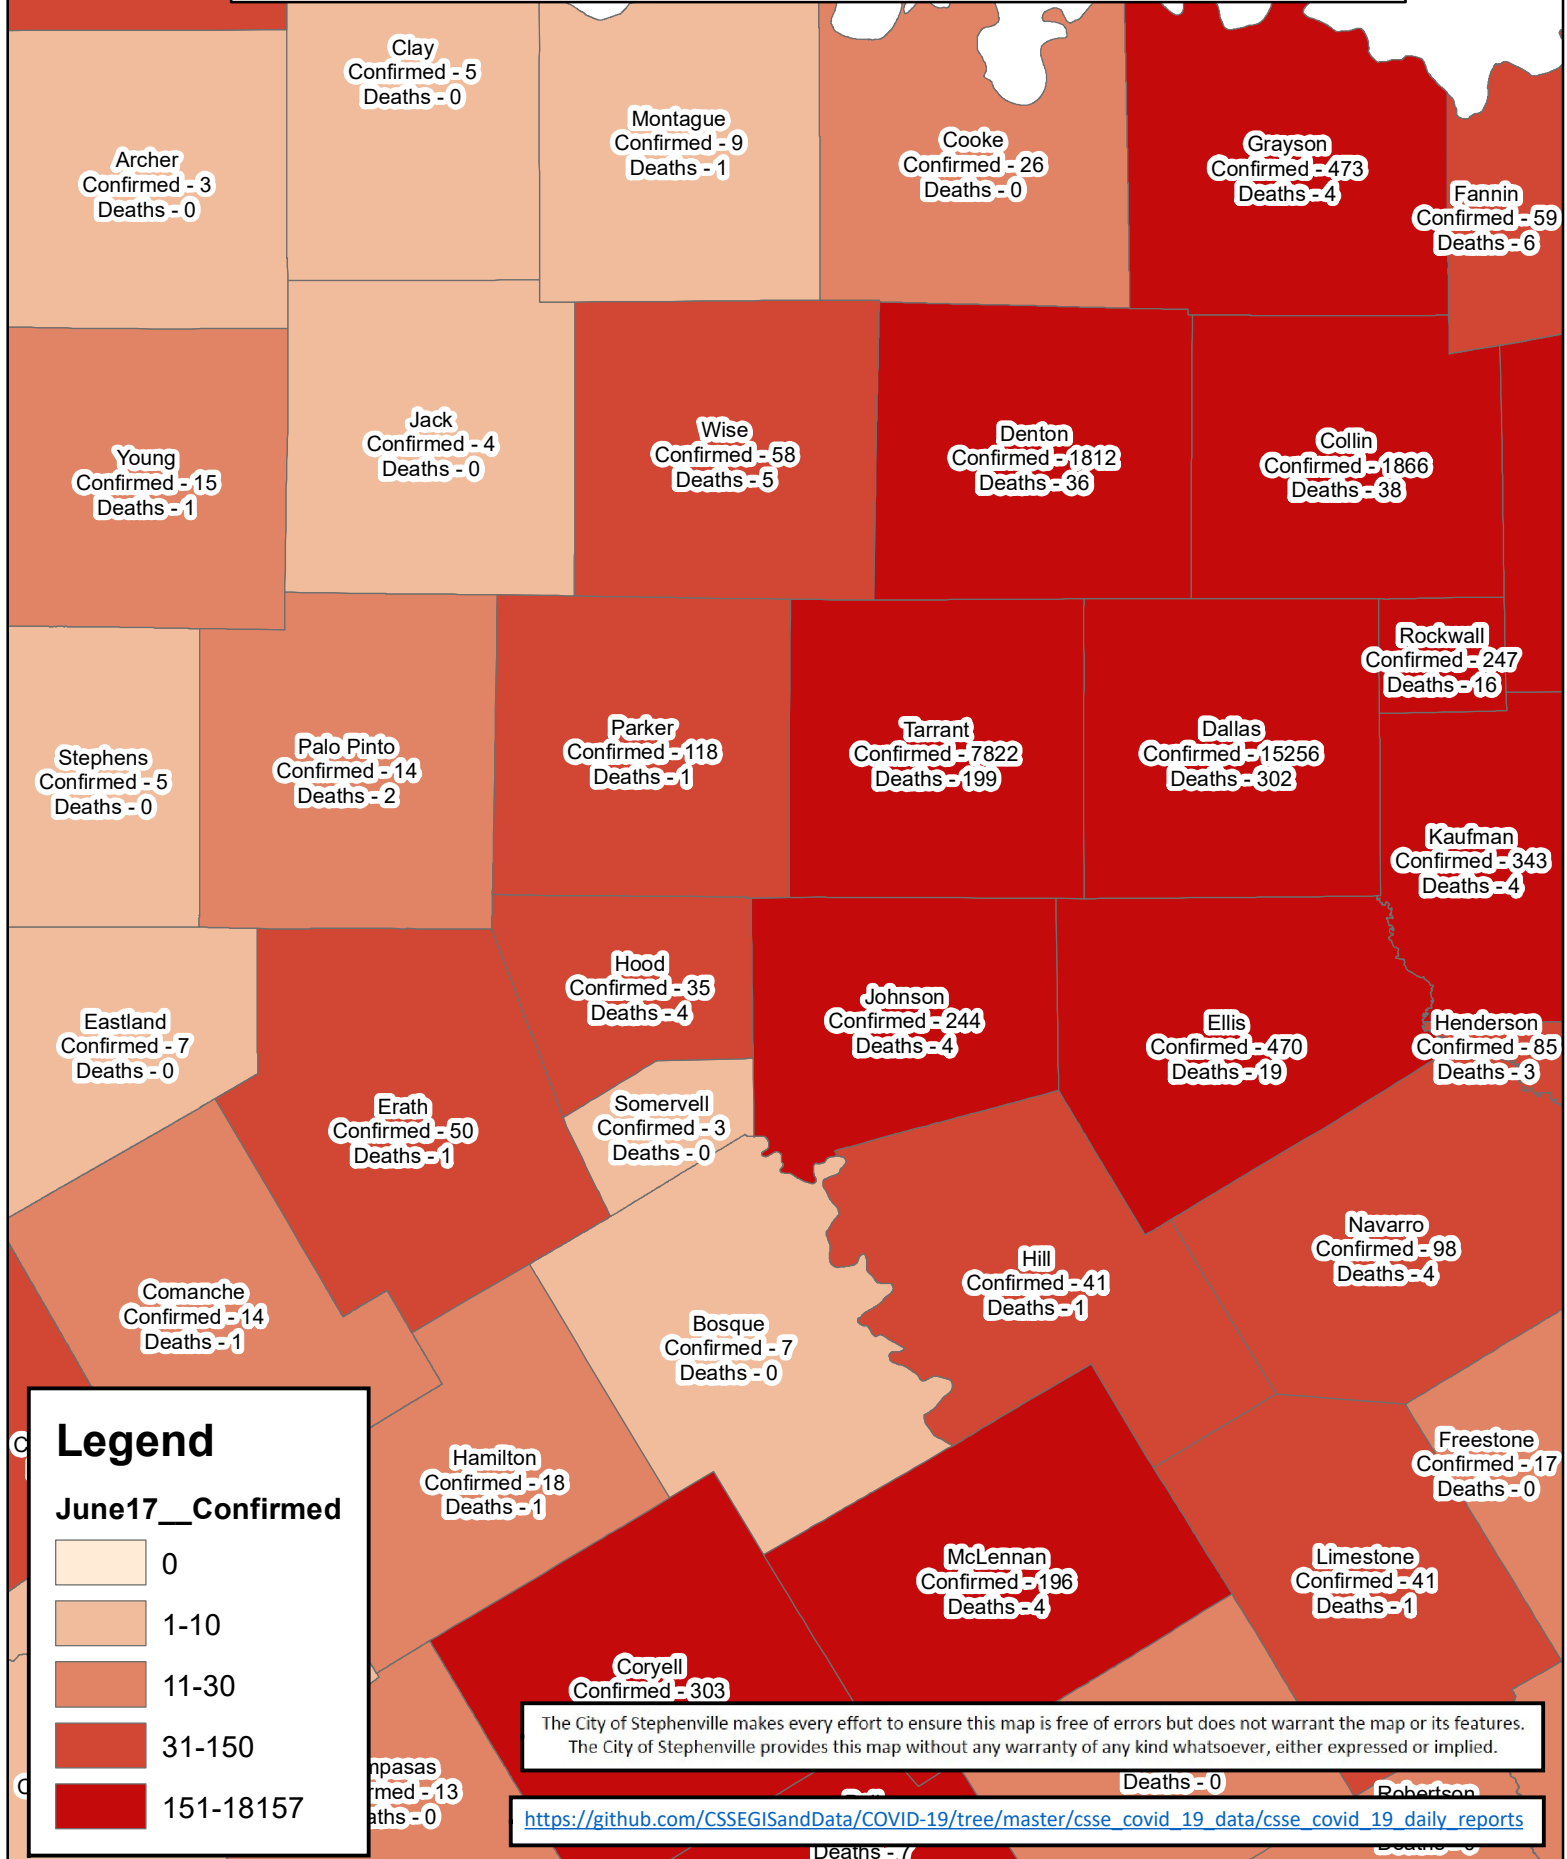 Clay
Confirmed - 5
Deaths - 0
Montague
Confirmed - 9
Deaths - 1
Cooke
Confirmed - 26
Deaths - 0
Grayson
Confirmed - 473
Deaths - 4
Archer
Confirmed - 3
Deaths - 0
Fannin
Confirmed - 59
Deaths - 6
Young
Confirmed - 15
Deaths - 1
Jack
Confirmed - 4
Deaths - 0
Wise
Confirmed - 58
Deaths - 5
Denton
Confirmed - 1812
Deaths - 36
Collin
Confirmed - 1866
Deaths - 38
Rockwall
Confirmed - 247
Deaths - 16
Stephens
Confirmed - 5
Deaths - 0
Palo Pinto
Confirmed - 14
Deaths - 2
Parker
Confirmed - 118
Deaths - 1
Tarrant
Confirmed - 7822
Deaths - 199
Dallas
Confirmed - 15256
Deaths - 302
Kaufman
Confirmed - 343
Deaths - 4
Eastland
Confirmed - 7
Deaths - 0
Hood
Confirmed - 35
Deaths - 4
Johnson
Confirmed - 244
Deaths - 4
Ellis
Confirmed - 470
Deaths - 19
Henderson
Confirmed - 85
Deaths - 3
Erath
Confirmed - 50
Deaths - 1
Somervell
Confirmed - 3
Deaths - 0
Comanche
Confirmed - 14
Deaths - 1
Bosque
Confirmed - 7
Deaths - 0
Hill
Confirmed - 41
Deaths - 1
Navarro
Confirmed - 98
Deaths - 4
Hamilton
Confirmed - 18
Deaths - 1
Freestone
Confirmed - 17
Deaths - 0
McLennan
Confirmed - 196
Deaths - 4
Limestone
Confirmed - 41
Deaths - 1
Coryell
Confirmed - 303
mpasas
rmed - 13
aths - 0
Deaths - 0
Robertson
Deaths - 7
Legend
June17__Confirmed
0
1-10
11-30
31-150
151-18157
The City of Stephenville makes every effort to ensure this map is free of errors but does not warrant the map or its features.
The City of Stephenville provides this map without any warranty of any kind whatsoever, either expressed or implied.
https://github.com/CSSEGISandData/COVID-19/tree/master/csse_covid_19_data/csse_covid_19_daily_reports